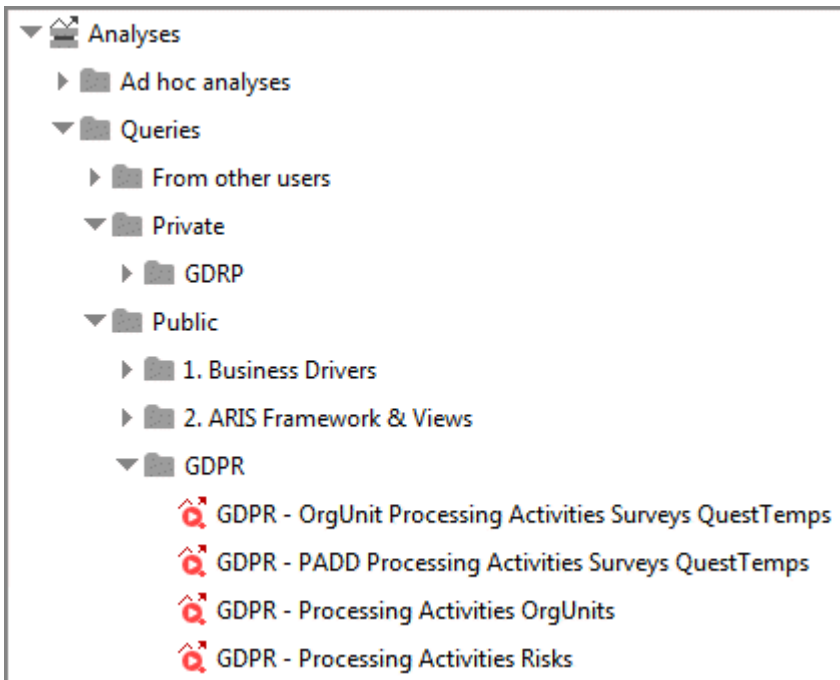 Analyses
Ad hoc analyses
Queries
From other users
Private
GDRP
Public
1. Business Drivers
2. ARIS Framework & Views
GDPR
GDPR - OrgUnit Processing Activities Surveys QuestTemps
GDPR - PADD Processing Activities Surveys QuestTemps
GDPR - Processing Activities OrgUnits
GDPR - Processing Activities Risks